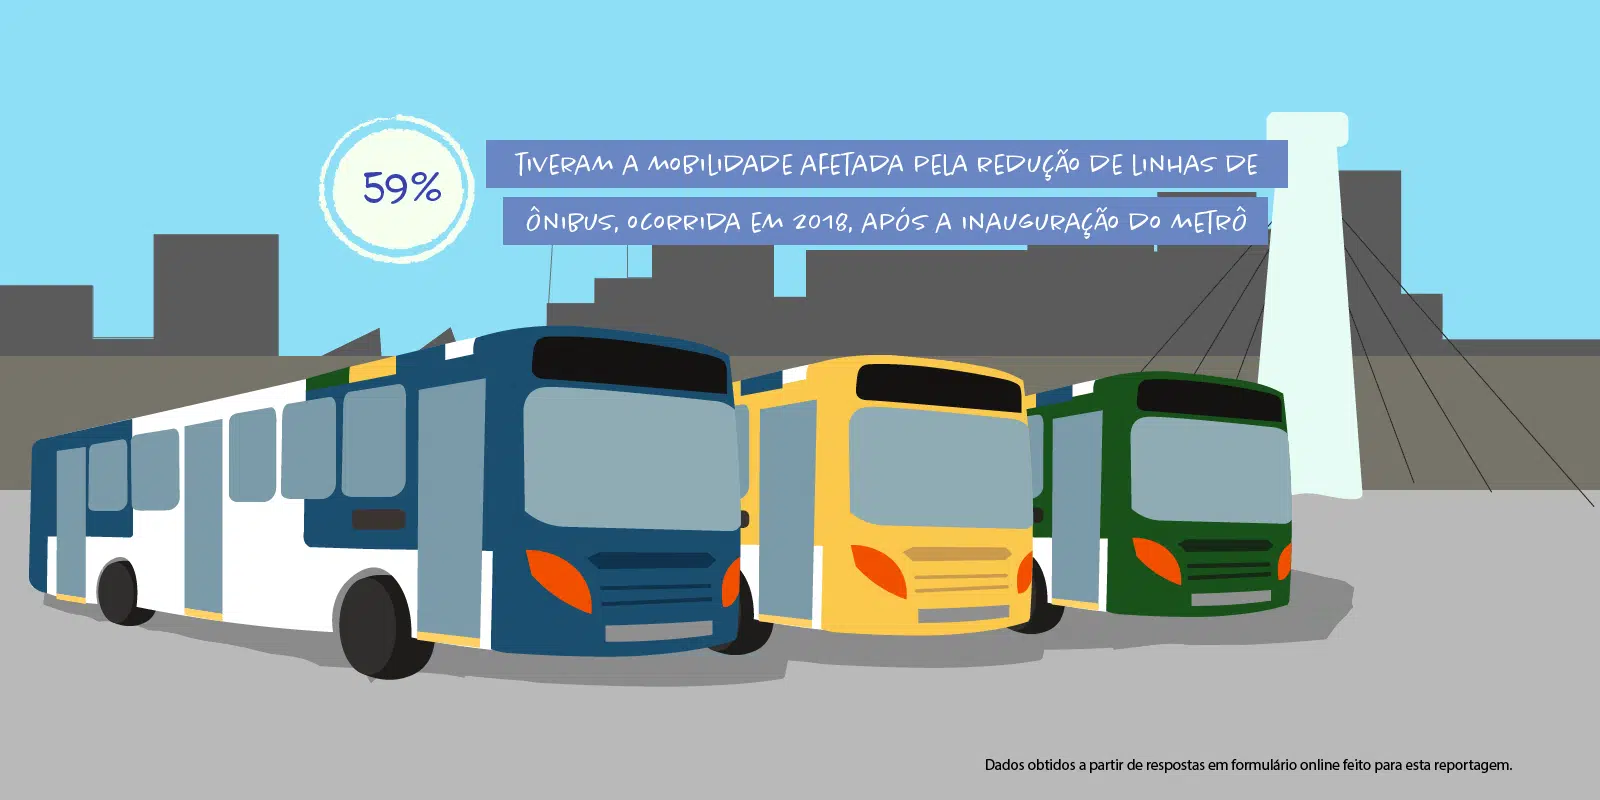 59%
TIVERAM A MOBILIDADE AFETADA PELA REDUÇÃO DE LINHAS DE
ÔNIBUS, OCORRIDA EM 2018, APÓS A INAUGURAÇÃO DO METRÔ
Dados obtidos a partir de respostas em formulário online feito para esta reportagem.